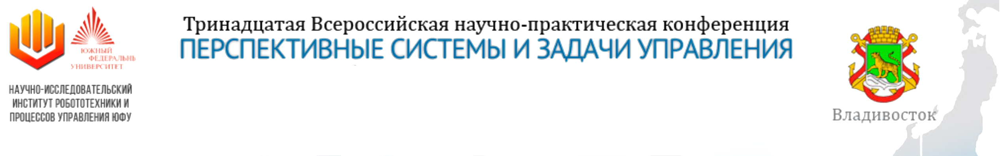 Тринадцатая Всероссийская научно-практическая конференция
ПЕРСПЕКТИВНЫЕ СИСТЕМЫ И ЗАДАЧИ УПРАВЛЕНИЯ
ЮЖНЫЙ
ФЕДЕРАЛЬНЬ
УНИВЕРСИТЕТ
НАУЧНО-ИССЛЕДОВАТЕЛЬСКИЙ
ИНСТИТУТ РОБОТОТЕХНИКИ И
ПРОЦЕССОВ УПРАВЛЕНИЯ ЮФУ
Владивосток